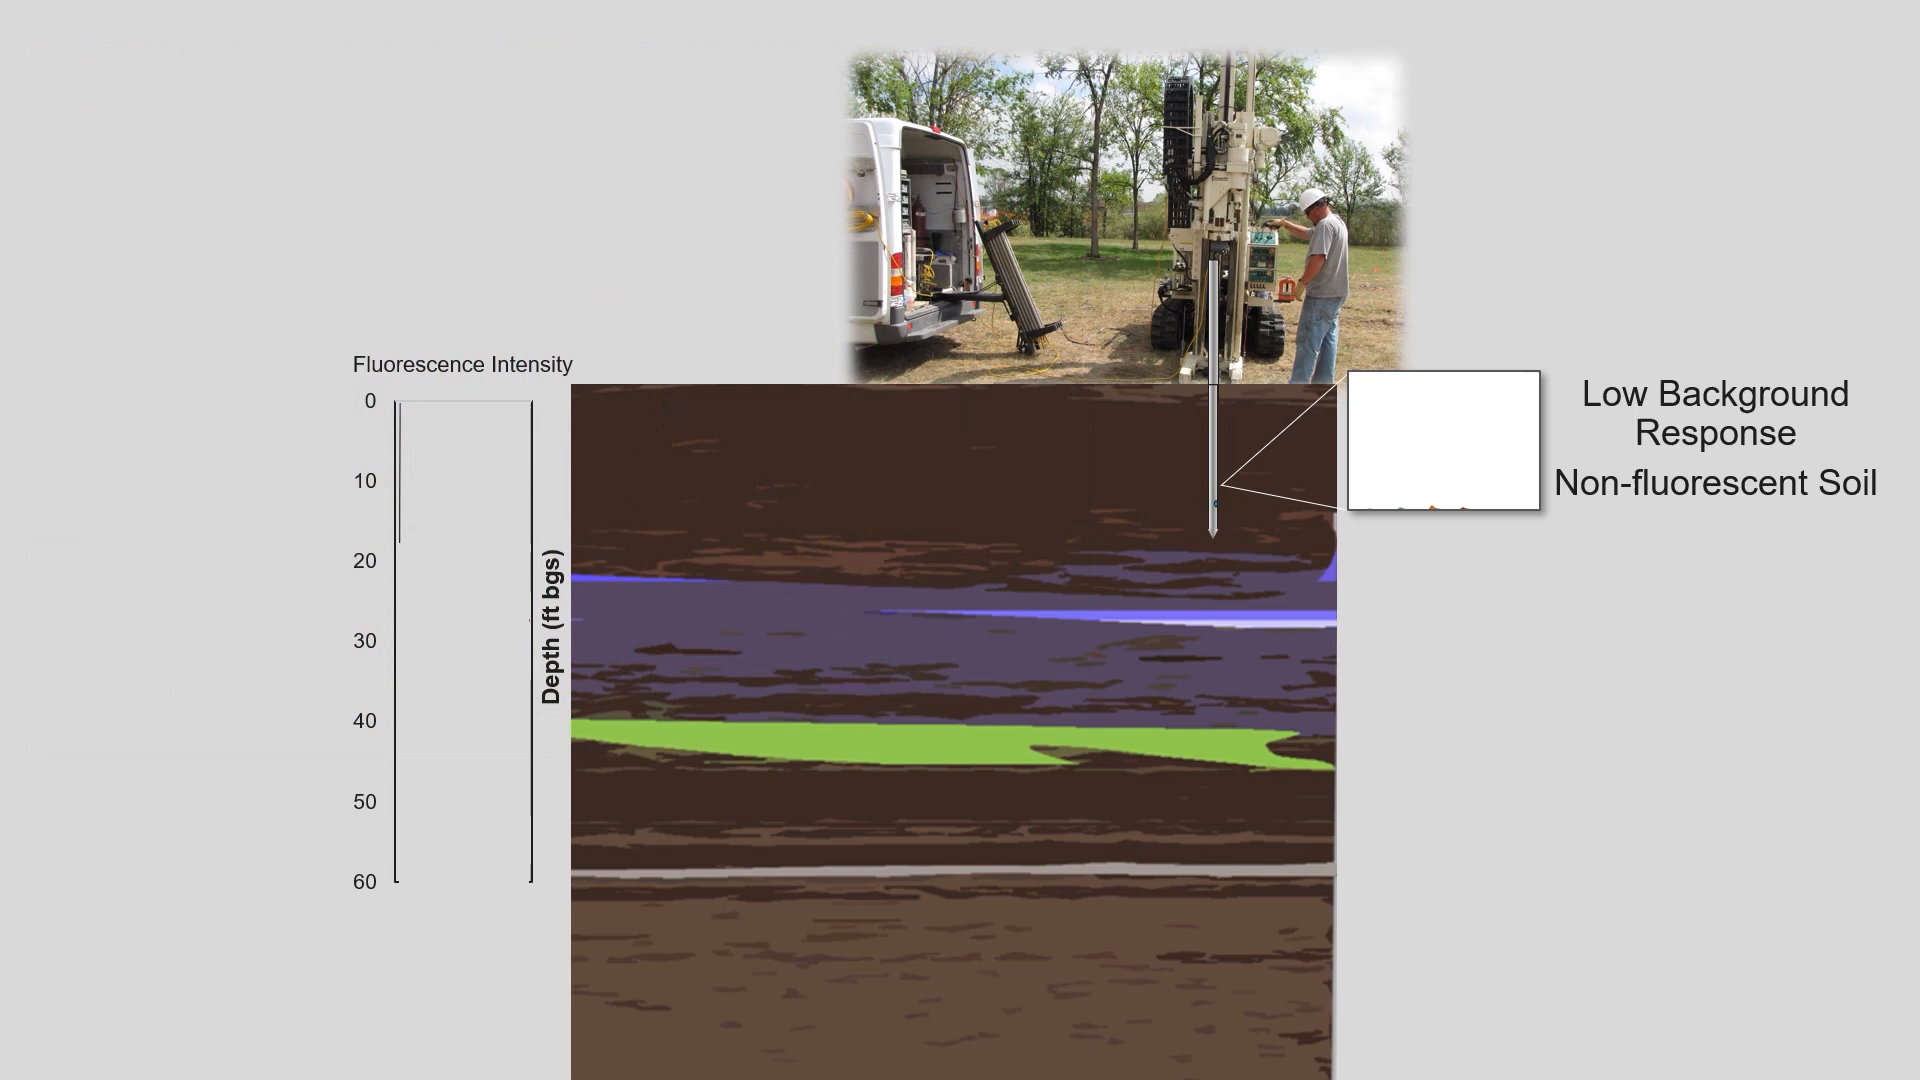 Fluorescence Intensity
0
10
20
30
40
50
60
Depth (ft bgs)
Low Background
Response
Non-fluorescent Soil